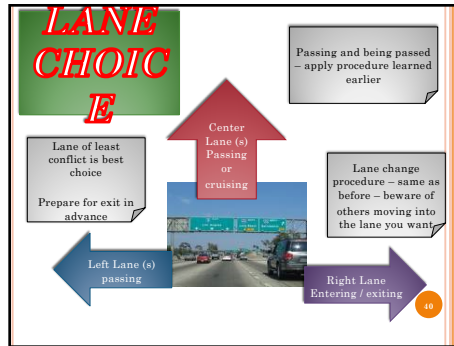 LANE
CHOIC
E
Passing and being passed
– apply procedure learned
earlier
Center
Lane (s)
Passing
or
cruising
Lane of least
conflict is best
choice
Prepare for exit in
advance
Lane change
procedure – same as
before – beware of
others moving into
the lane you want
Left Lane (s)
passing
Right Lane
Entering / exiting
40